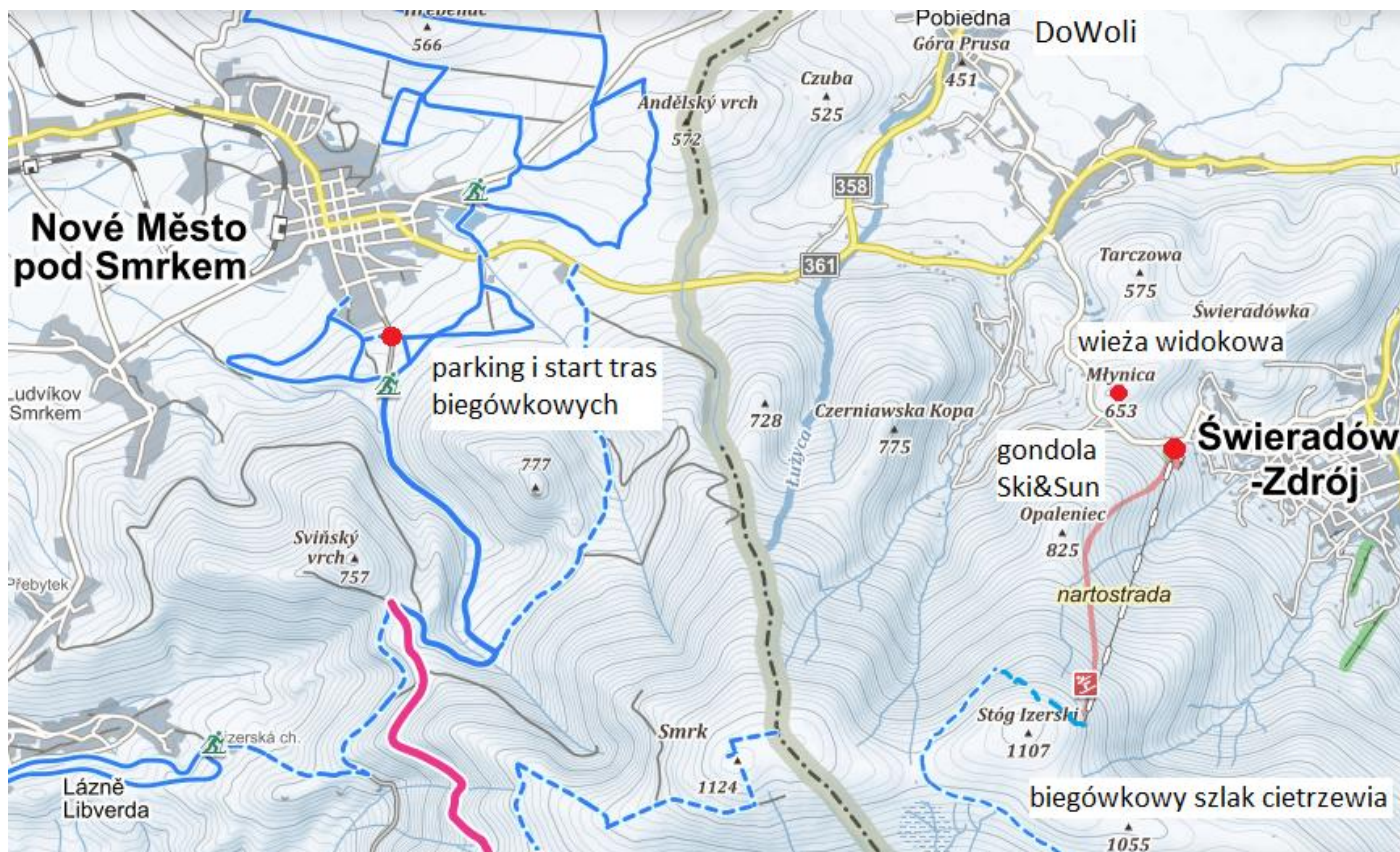 566
Pobiedna
DoWoli
Góra Prusa
451
Czuba
525
Andělský vrch
572
358
Nové Město
pod Smrkem
361
Tarczowa
575
Świeradówka
wieża widokowa
Młynica
653
parking i start tras
biegówkowych
Ludvíkov
Smrkem
728
Czerniawska Kopa
775
Łużyca
Świeradów
-Zdrój
gondola
Ski&Sun
Opaleniec
825
777
Sviňský
vrch
757
Přebytek
nartostrada
Smrk
1124
Stóg Izerski
1107
zerská ch.
Lázně
Libverda
biegówkowy szlak cietrzewia
1055